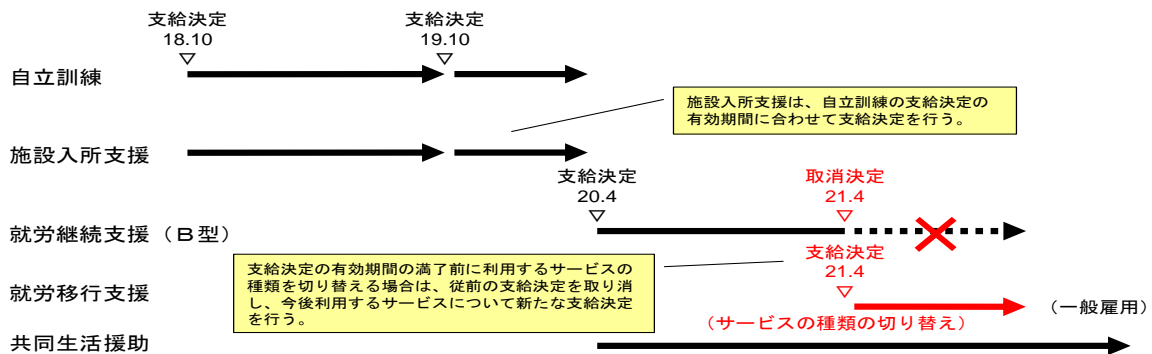 支給決定
18.10
▽
支給決定
19.10
▽
自立訓練
施設入所支援は、自立訓練の支給決定の
有効期間に合わせて支給決定を行う。
施設入所支援
支給決定
20.4
▽
取消決定
21.4
▽
就労継続支援（Ｂ型）
支給決定
21.4
▽
支給決定の有効期間の満了前に利用するサービスの
種類を切り替える場合は、従前の支給決定を取り消
し、今後利用するサービスについて新たな支給決定
を行う。
就労移行支援
（サービスの種類の切り替え）
（一般雇用）
共同生活援助